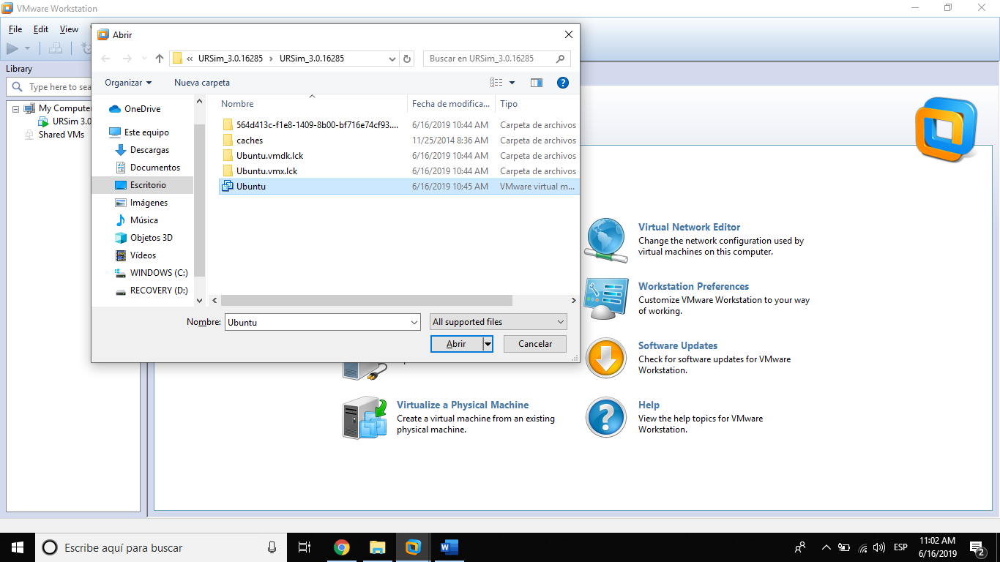 VMware Workstation
File Edit View
Library
Type here to sea
My Compute
URSim 3.0
Shared VMs
Abrir
« URSim_3.0.16285 › URSim_3.0.16285
Buscar en URSim_3.0.16285
Organizar
Nueva carpeta
OneDrive
Este equipo
Descargas
Documentos
Escritorio
Imágenes
Música
Objetos 3D
Vídeos
WINDOWS (C:)
RECOVERY (D:)
Nombre Fecha de modifica... Tipo
564d413c-f1e8-1409-8b00-bf716e74cf93.... 6/16/2019 10:44 AM Carpeta de archivos
caches 11/25/2014 8:36 AM Carpeta de archivos
Ubuntu.vmdk.lck 6/16/2019 10:44 AM Carpeta de archivos
Ubuntu.vmx.lck 6/16/2019 10:44 AM Carpeta de archivos
Ubuntu 6/16/2019 10:45 AM VMware virtual m...
Nombre: Ubuntu
All supported files
Abrir
Cancelar
Virtualize a Physical Machine
Create a virtual machine from an existing
physical machine.
Virtual Network Editor
Change the network configuration used by
virtual machines on this computer.
Workstation Preferences
Customize VMware Workstation to your way
of working.
Software Updates
Check for software updates for VMware
Workstation.
Help
View the help topics for VMware
Workstation.
Escribe aquí para buscar
ESP
11:02 AM
6/16/2019
2